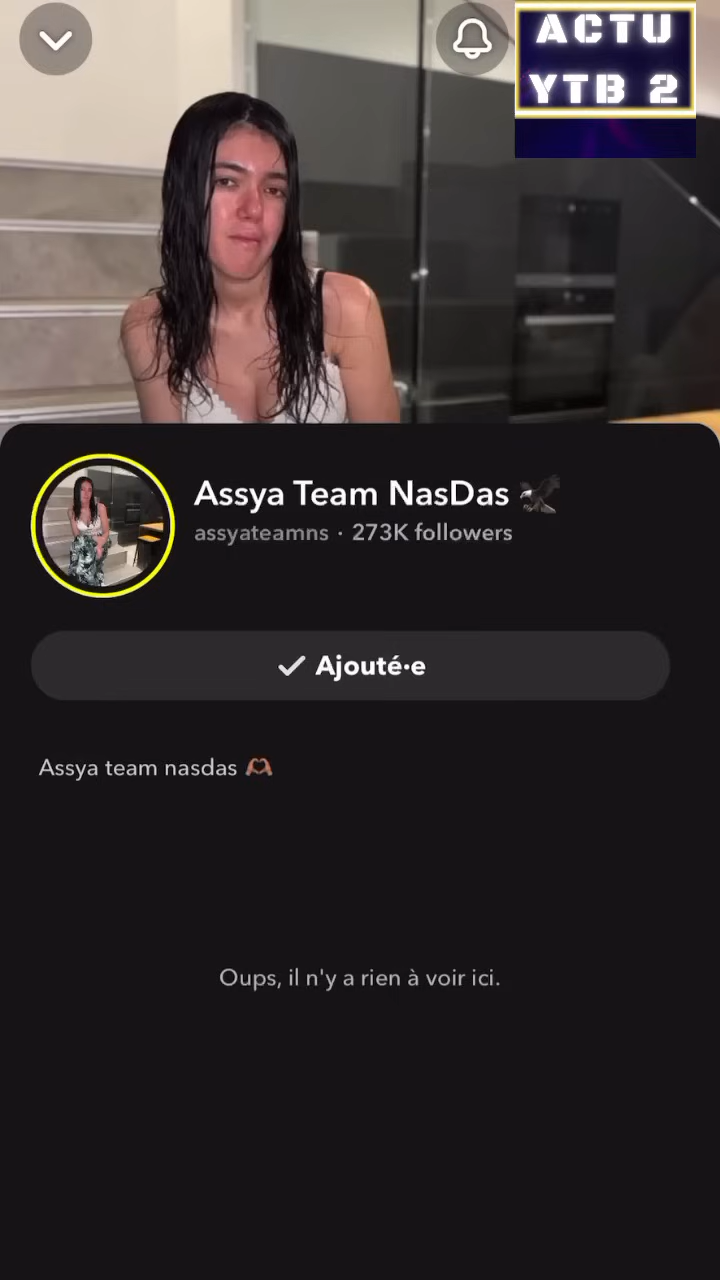 ACTU
YTB 2
Assya Team NasDas 🦅
assyateamns · 273K followers
Ajouté·e
Assya team nasdas 🫶🏽
Oups, il n'y a rien à voir ici.